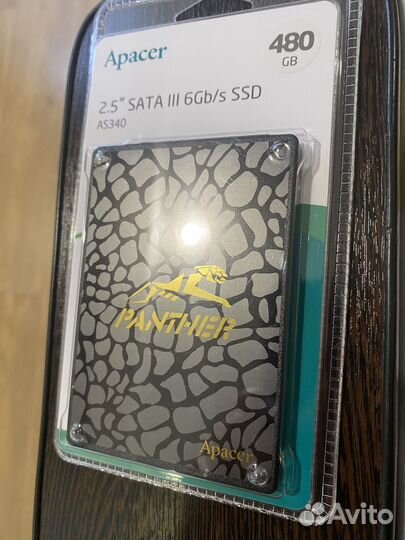 Apacer
480
GB
2.5" SATA III 6Gb/s SSD
AS340
PANTHER
Apacer
Avito